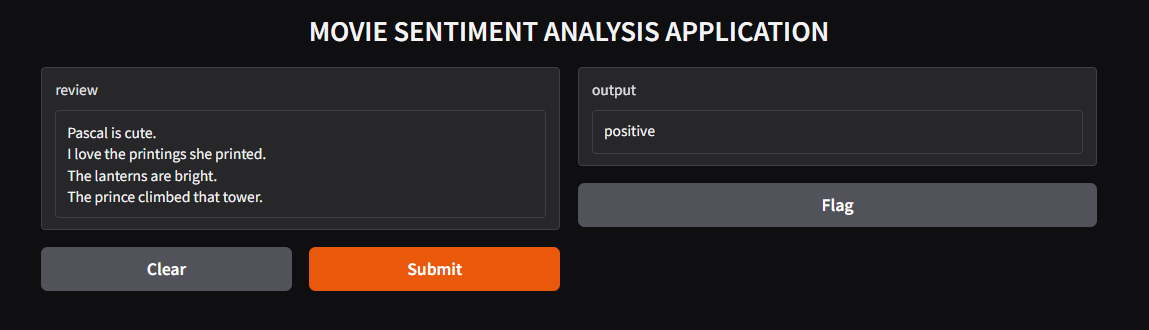 MOVIE SENTIMENT ANALYSIS APPLICATION
review
Pascal is cute.
I love the printings she printed.
The lanterns are bright.
The prince climbed that tower.
Clear
Submit
output
positive
Flag